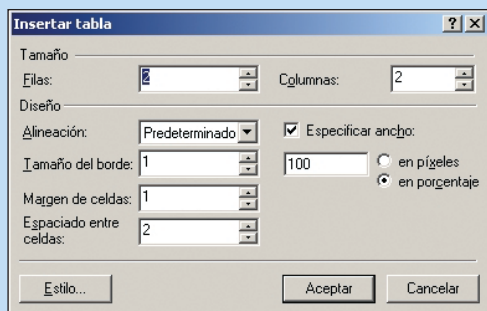 Insertar tabla
Tamaño
Filas: 2 Columnas: 2
Diseño
Alineación: Predeterminado Especificar ancho:
Tamaño del borde: 1 100 en píxeles
en porcentaje
Margen de celdas: 1
Espaciado entre
celdas: 2
Estilo... Aceptar Cancelar